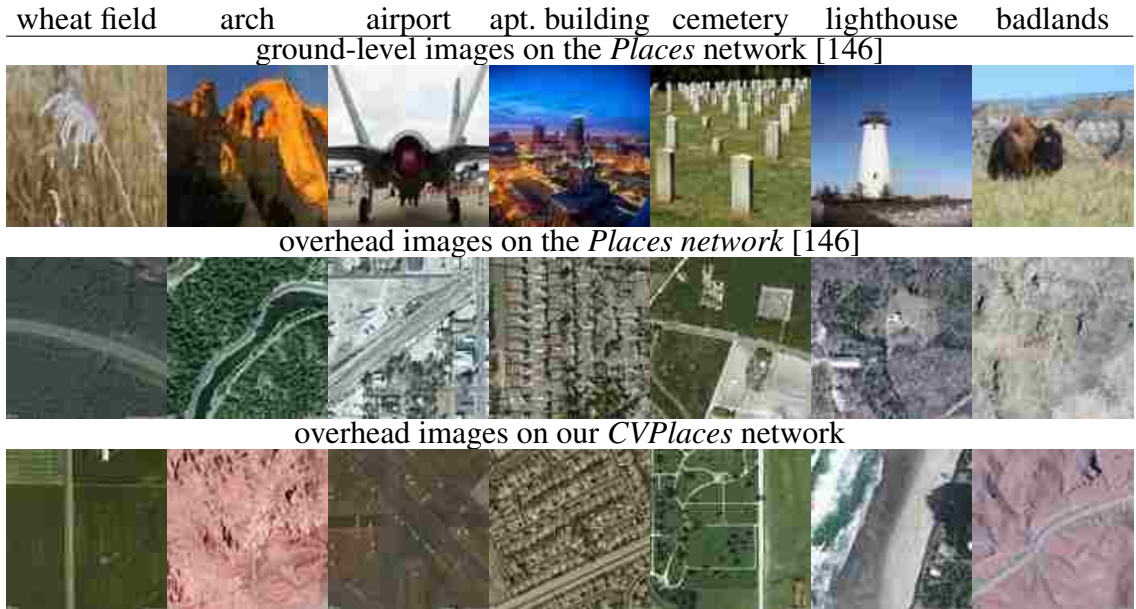 wheat field arch airport apt. building cemetery lighthouse badlands
ground-level images on the Places network [146]
overhead images on the Places network [146]
overhead images on our CVPlaces network